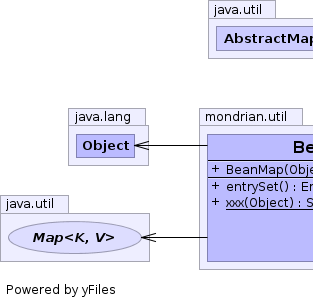 java.util
AbstractMap
java.lang
mondrian.util
Object
+ BeanMap(Obje
+ entrySet() : En
+ xxx(Object) : S
java.util
Map<K, V>
Powered by yFiles